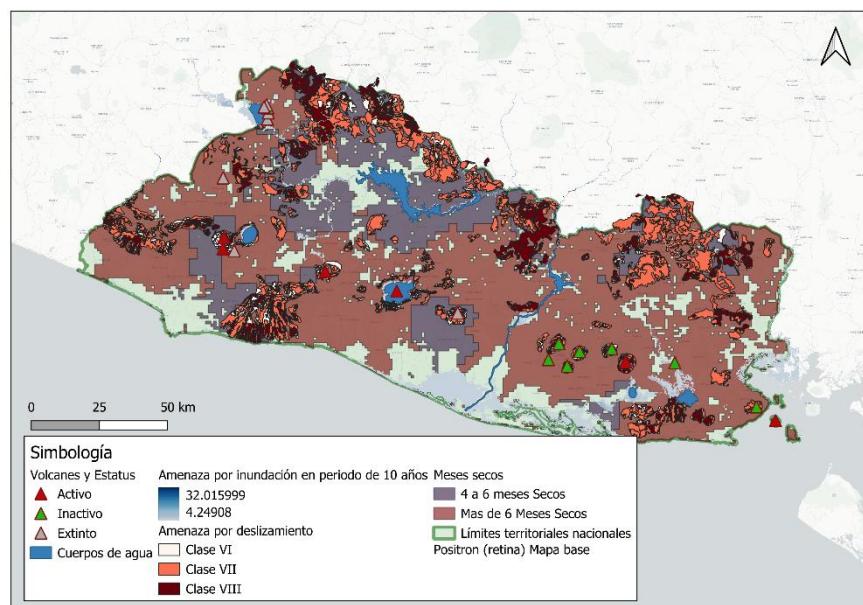 0 25 50 km
Simbología
Volcanes y Estatus
Activo
Inactivo
Extinto
Cuerpos de agua
Amenaza por inundación en periodo de 10 años
32.015999
4.24908
Amenaza por deslizamiento
Clase VI
Clase VII
Clase VIII
Meses secos
4 a 6 meses Secos
Mas de 6 Meses Secos
Límites territoriales nacionales
Positron (retina) Mapa base